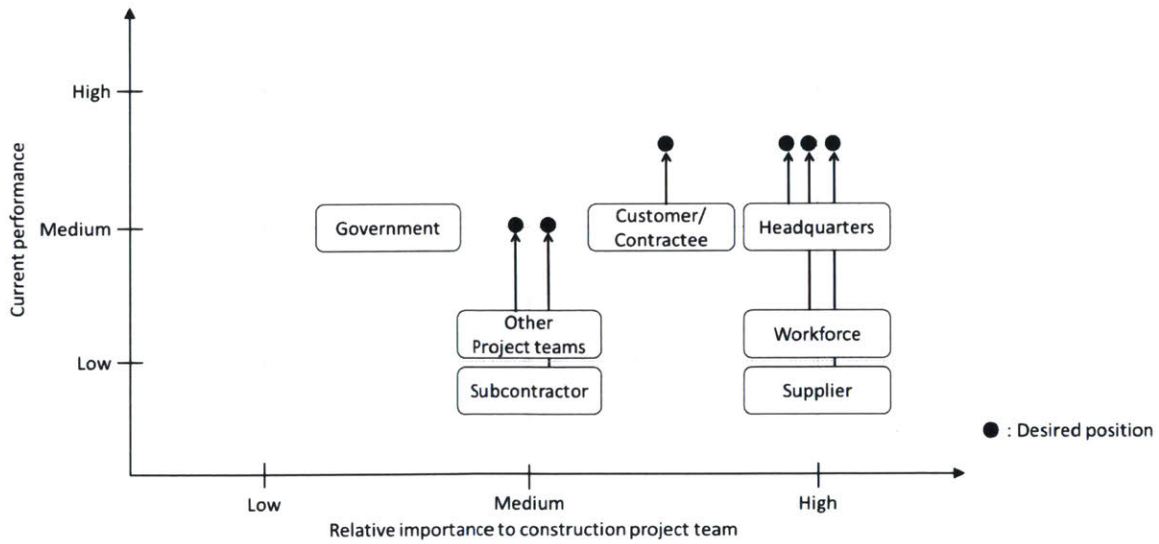 High
Current performance
Government
Customer/
Contractee
Headquarters
Medium
Other
Project teams
Workforce
Low
Subcontractor
Supplier
: Desired position
Low
Medium
High
Relative importance to construction project team